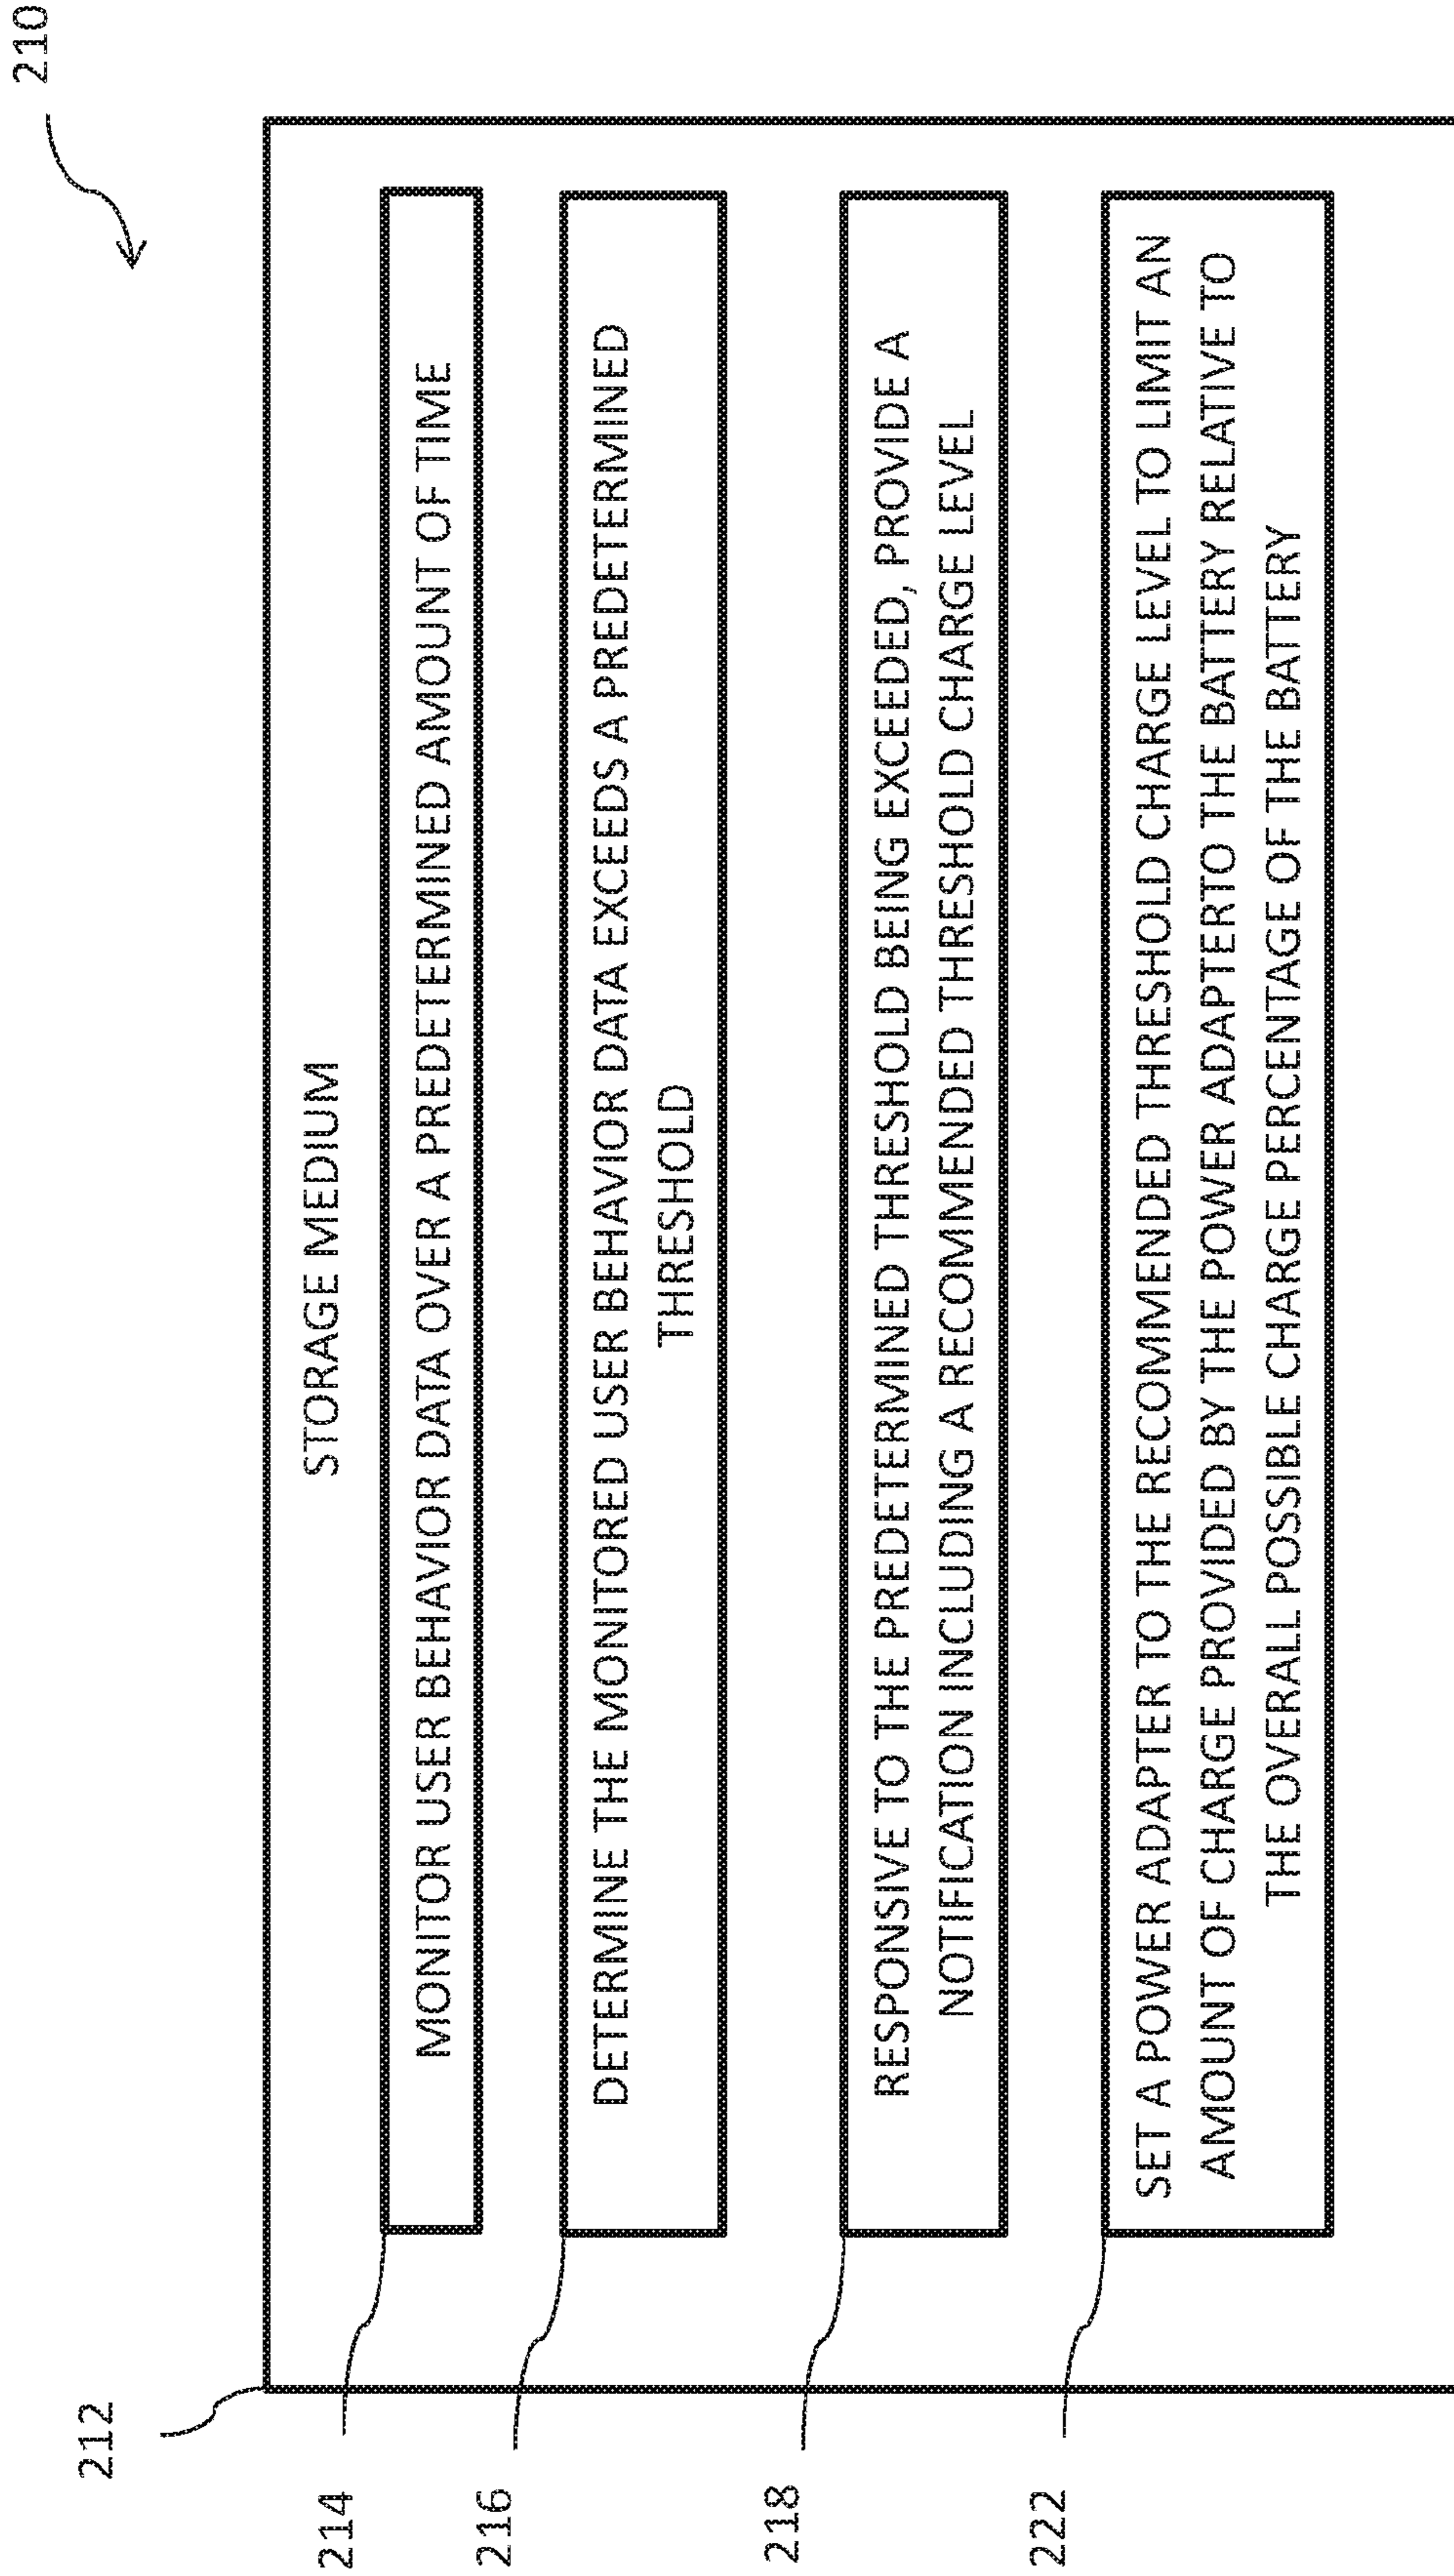 210
212
STORAGE MEDIUM
214
MONITOR USER BEHAVIOR DATA OVER A PREDETERMINED AMOUNT OF TIME
216
DETERMINE THE MONITORED USER BEHAVIOR DATA EXCEEDS A PREDETERMINED
THRESHOLD
218
RESPONSIVE TO THE PREDETERMINED THRESHOLD BEING EXCEEDED, PROVIDE A
NOTIFICATION INCLUDING A RECOMMENDED THRESHOLD CHARGE LEVEL
222
SET A POWER ADAPTER TO THE RECOMMENDED THRESHOLD CHARGE LEVEL TO LIMIT AN
AMOUNT OF CHARGE PROVIDED BY THE POWER ADAPTERTO THE BATTERY RELATIVE TO
THE OVERALL POSSIBLE CHARGE PERCENTAGE OF THE BATTERY